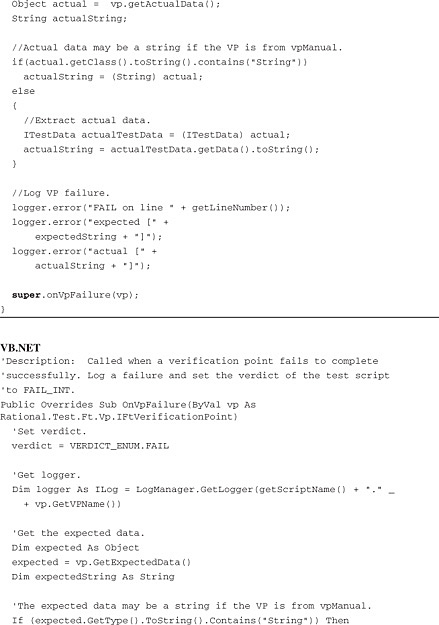 Object actual =  vp.getActualData();
String actualString;
//Actual data may be a string if the VP is from vpManual.
if(actual.getClass().toString().contains("String"))
actualString = (String) actual;
else
{
//Extract actual data.
ITestData actualTestData = (ITestData) actual;
actualString = actualTestData.getData().toString();
}
//Log VP failure.
logger.error("FAIL on line " + getLineNumber());
logger.error("expected [" +
expectedString + "]");
logger.error("actual [" +
actualString + "]");
super.onVpFailure(vp);
}
VB.NET
'Description:  Called when a verification point fails to complete
'successfully. Log a failure and set the verdict of the test script
'to FAIL_INT.
Public Overrides Sub OnVpFailure(ByVal vp As
Rational.Test.Ft.Vp.IFtVerificationPoint)
'Set verdict.
verdict = VERDICT_ENUM.FAIL
'Get logger.
Dim logger As ILog = LogManager.GetLogger(getScriptName() + "." _
+ vp.GetVPName())
'Get the expected data.
Dim expected As Object
expected = vp.GetExpectedData()
Dim expectedString As String
'The expected data may be a string if the VP is from vpManual.
If (expected.GetType().ToString().Contains("String")) Then